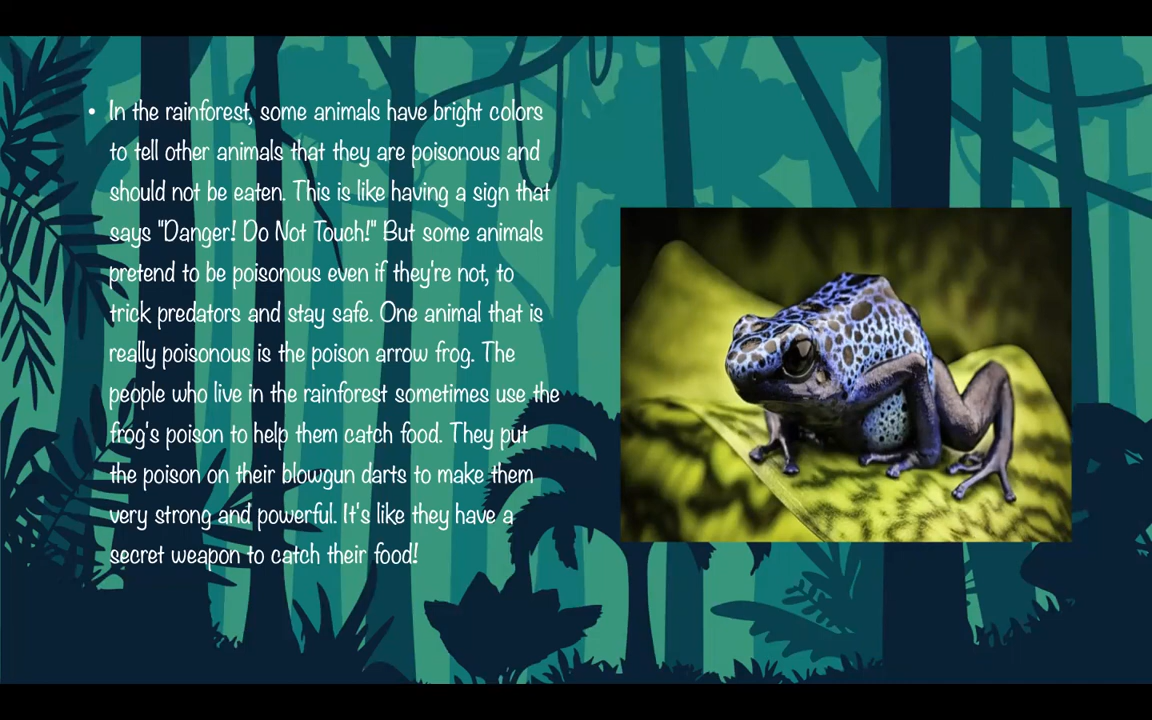 • In the rainforest, some animals have bright colors
to tell other animals that they are poisonous and
should not be eaten. This is like having a sign that
says "Danger! Do Not Touch!" But some animals
pretend to be poisonous even if they're not, to
trick predators and stay safe. One animal that is
really poisonous is the poison arrow frog. The
people who live in the rainforest sometimes use the
frog's poison to help them catch food. They put
the poison on their blowgun darts to make them
very strong and powerful. It's like they have a
secret weapon to catch their food!